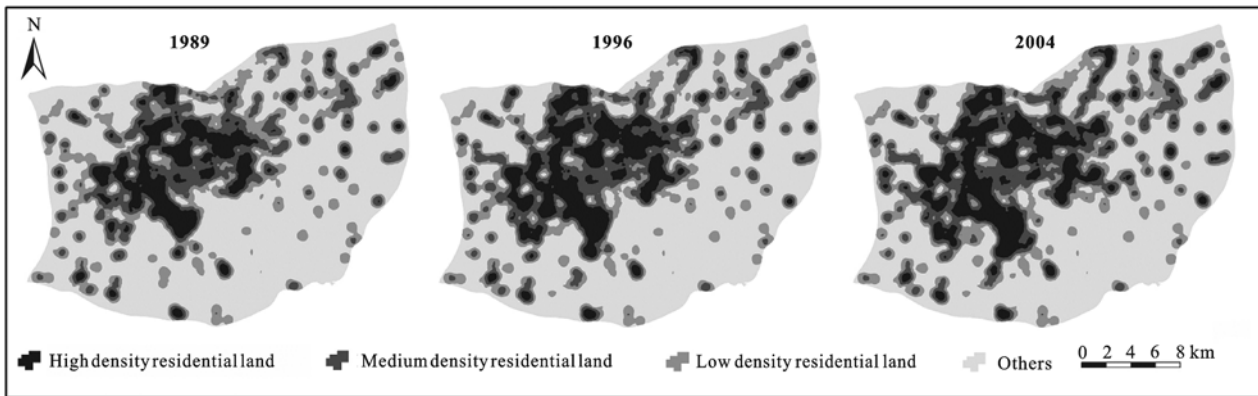 N
1989
1996
2004
High density residential land
Medium density residential land
Low density residential land
Others
0 2 4 6 8 km